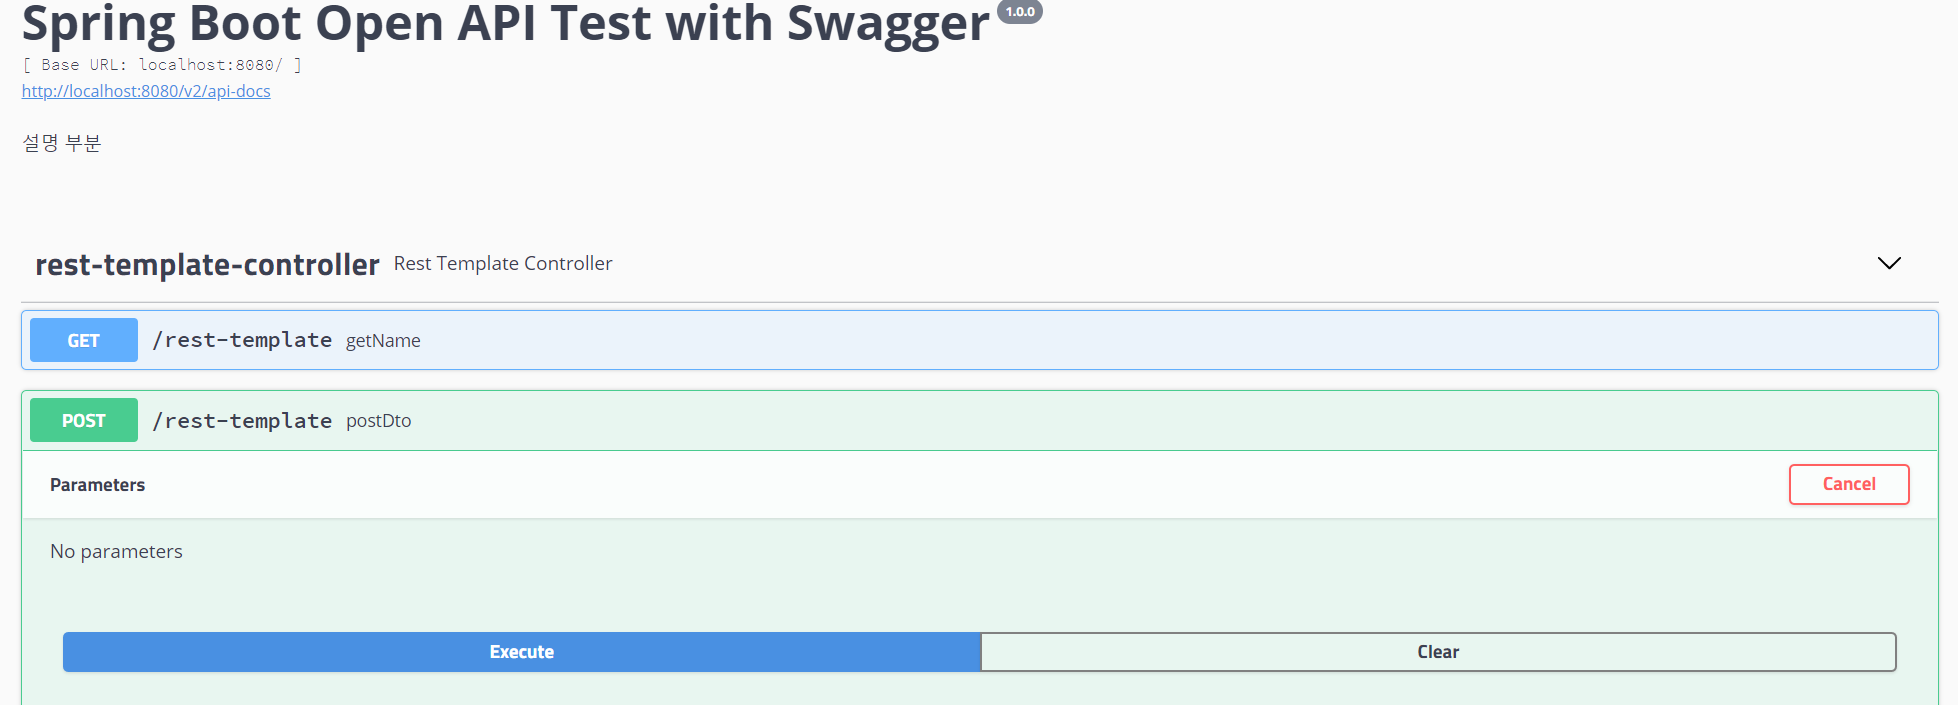 Spring Boot Open API Test with Swagger 1.0.0
[ Base URL: localhost:8080/ ]
http://localhost:8080/v2/api-docs
설명 부분
rest-template-controller Rest Template Controller
GET /rest-template getName
POST /rest-template postDto
Parameters Cancel
No parameters
Execute Clear